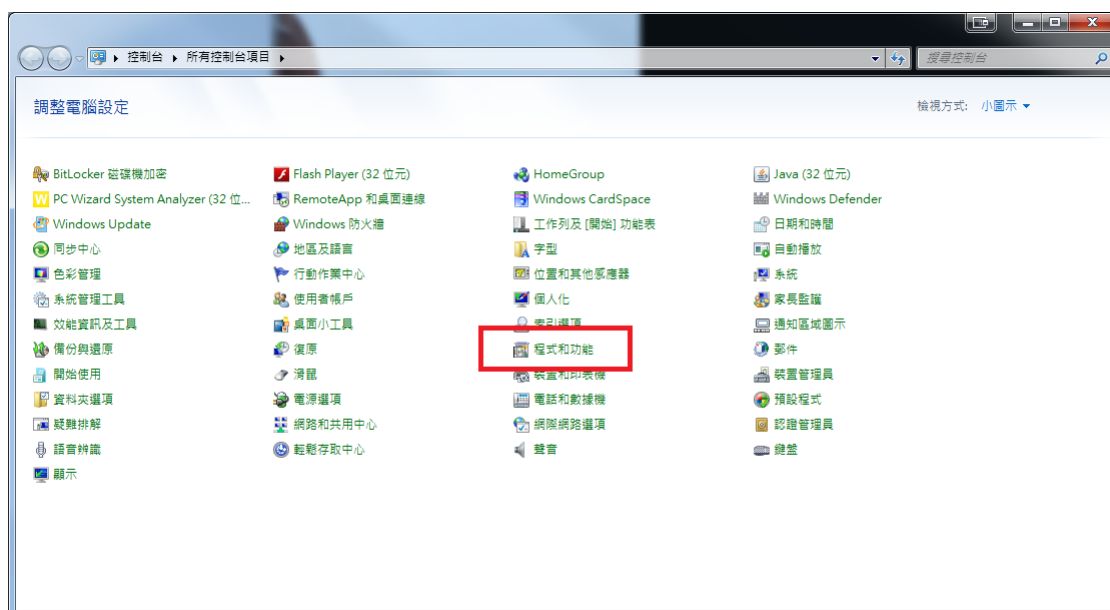 控制台 ▸ 所有控制台項目 ▸
搜尋控制台
調整電腦設定
檢視方式: 小圖示
BitLocker 磁碟機加密
Flash Player (32 位元)
HomeGroup
Java (32 位元)
PC Wizard System Analyzer (32 位...
RemoteApp 和桌面連線
Windows CardSpace
Windows Defender
Windows Update
Windows 防火牆
工作列及 [開始] 功能表
日期和時間
同步中心
地區及語言
字型
自動播放
色彩管理
行動作業中心
位置和其他感應器
系統
系統管理工具
使用者帳戶
個人化
家長監護
效能資訊及工具
桌面小工具
索引選項
通知區域圖示
備份與還原
復原
程式和功能
郵件
開始使用
滑鼠
裝置和印表機
裝置管理員
資料夾選項
電源選項
電話和數據機
預設程式
疑難排解
網路和共用中心
網際網路選項
認證管理員
語音辨識
輕鬆存取中心
聲音
鍵盤
顯示